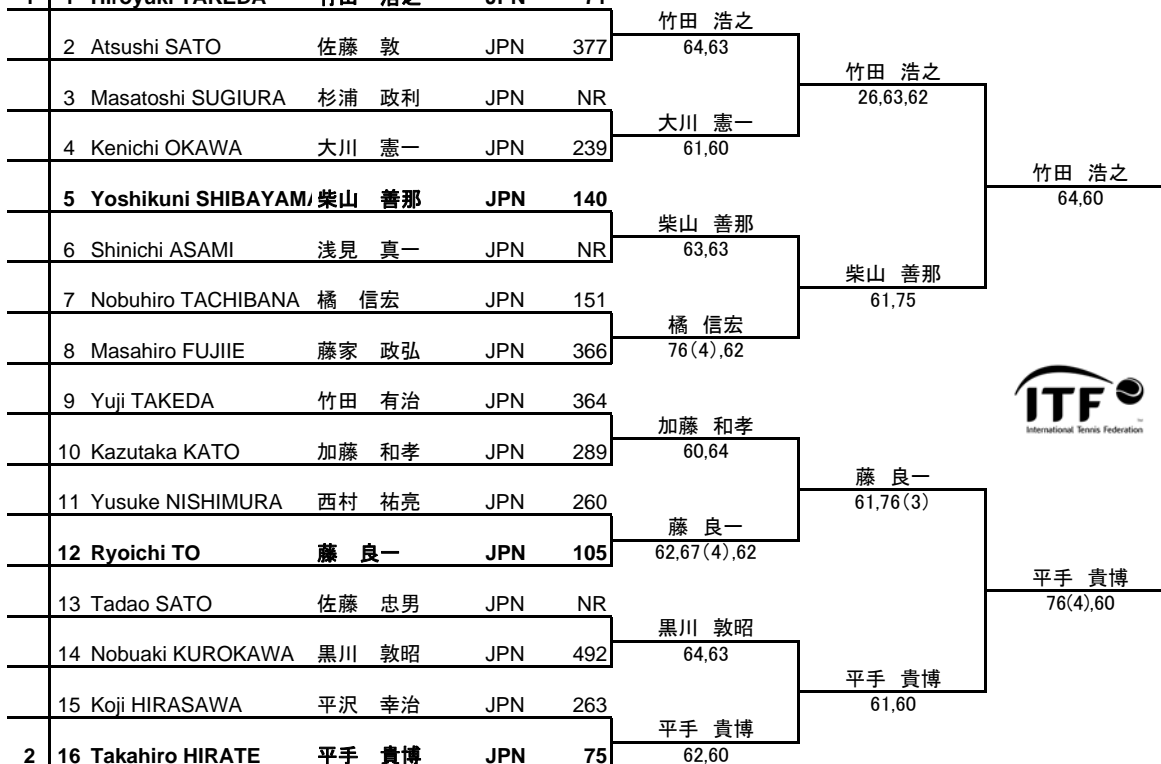 1 1 Hiroyuki TAKEDA 竹田 浩之 JPN 71
竹田 浩之
2 Atsushi SATO 佐藤 敦 JPN 377
64,63
竹田 浩之
3 Masatoshi SUGIURA 杉浦 政利 JPN NR
26,63,62
大川 憲一
4 Kenichi OKAWA 大川 憲一 JPN 239
61,60
竹田 浩之
5 Yoshikuni SHIBAYAMA 柴山 善那 JPN 140
64,60
柴山 善那
6 Shinichi ASAMI 浅見 真一 JPN NR
63,63
柴山 善那
7 Nobuhiro TACHIBANA 橘 信宏 JPN 151
61,75
橘 信宏
8 Masahiro FUJIIE 藤家 政弘 JPN 366
76(4),62
9 Yuji TAKEDA 竹田 有治 JPN 364
ITF
International Tennis Federation
加藤 和孝
10 Kazutaka KATO 加藤 和孝 JPN 289
60,64
藤 良一
11 Yusuke NISHIMURA 西村 祐亮 JPN 260
61,76(3)
藤 良一
12 Ryoichi TO 藤 良一 JPN 105
62,67(4),62
平手 貴博
13 Tadao SATO 佐藤 忠男 JPN NR
76(4),60
黒川 敦昭
14 Nobuaki KUROKAWA 黒川 敦昭 JPN 492
64,63
平手 貴博
15 Koji HIRASAWA 平沢 幸治 JPN 263
61,60
平手 貴博
2 16 Takahiro HIRATE 平手 貴博 JPN 75
62,60